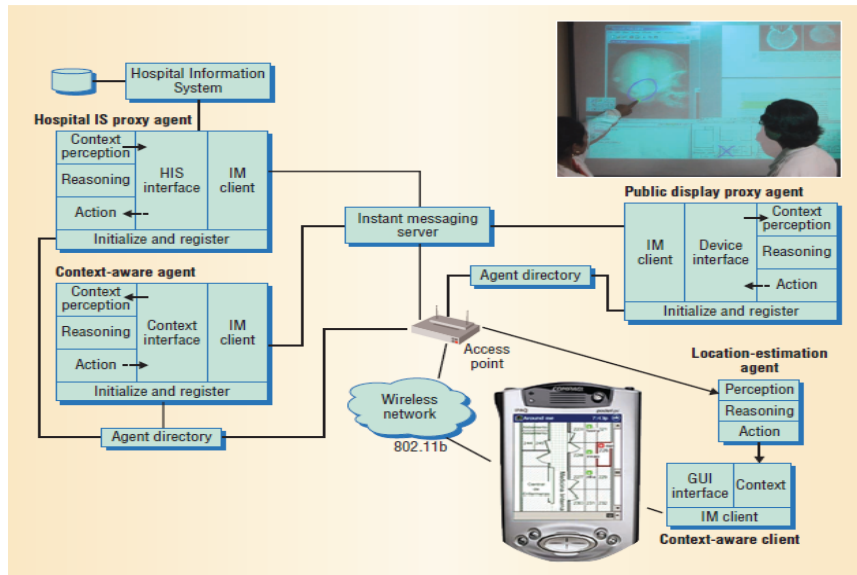 Hospital Information
System
Hospital IS proxy agent
Context
perception
Reasoning
Action
HIS
interface
IM
client
Initialize and register
Context-aware agent
Context
perception
Reasoning
Action
Context
interface
IM
client
Initialize and register
Agent directory
Instant messaging
server
Agent directory
Access
point
Wireless
network
802.11b
Public display proxy agent
IM
client
Device
interface
Context
perception
Reasoning
Action
Initialize and register
Location-estimation
agent
Perception
Reasoning
Action
GUI
interface
Context
IM client
Context-aware client
COMPAQ
Around me